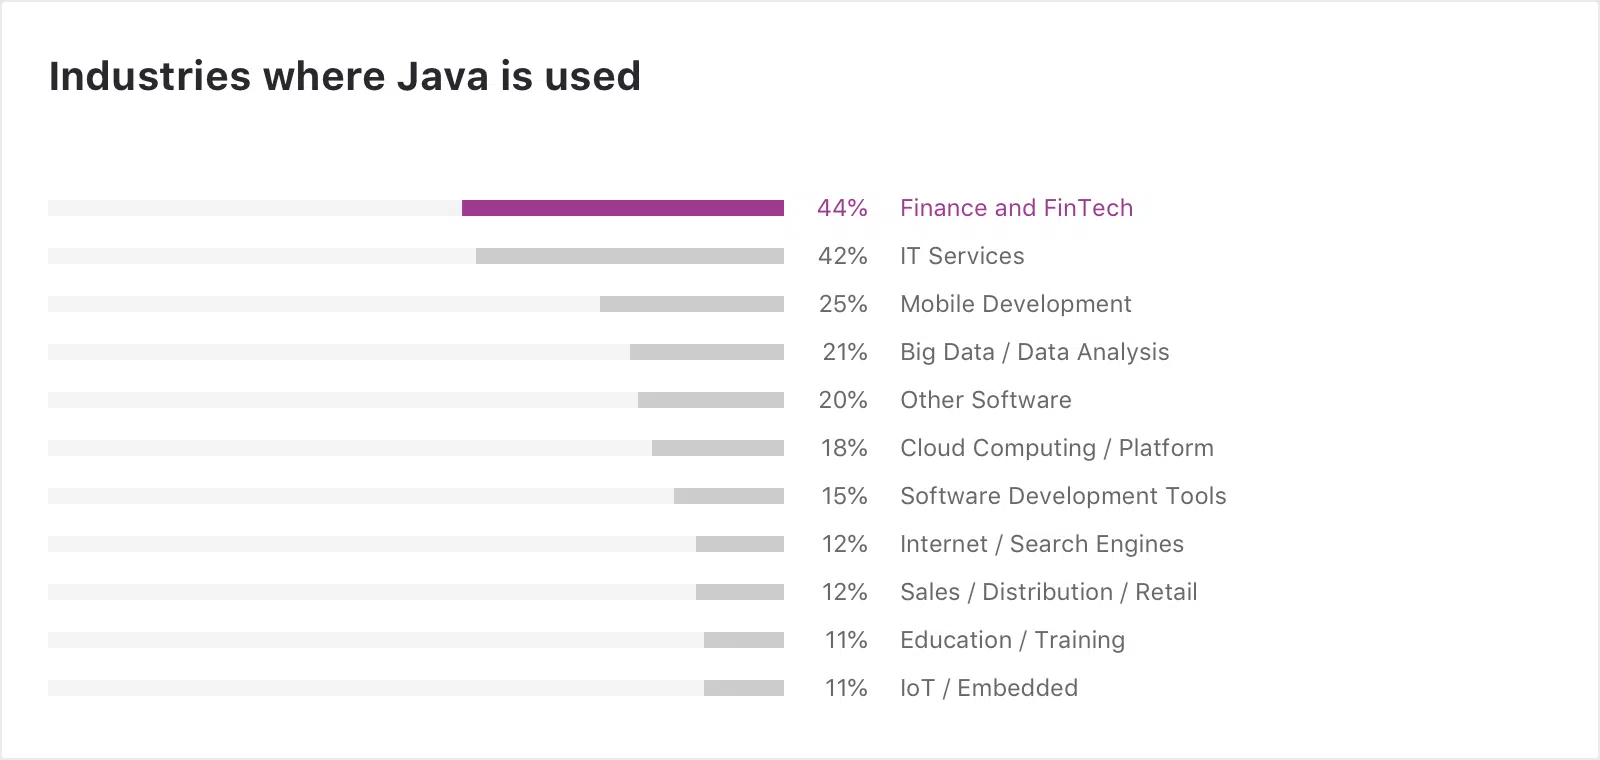 Industries where Java is used
44% Finance and FinTech
42% IT Services
25% Mobile Development
21% Big Data / Data Analysis
20% Other Software
18% Cloud Computing / Platform
15% Software Development Tools
12% Internet / Search Engines
12% Sales / Distribution / Retail
11% Education / Training
11% IoT / Embedded